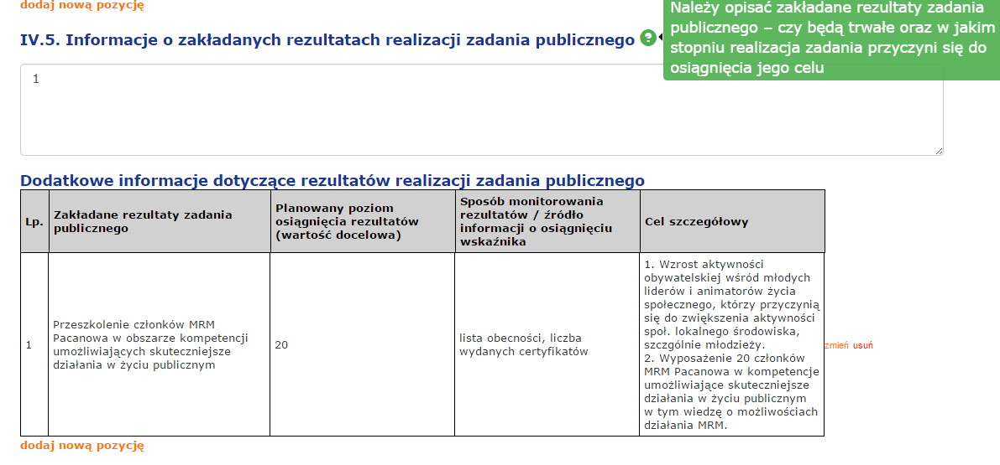 dodaj nową pozycję
Należy opisać zakładane rezultaty zadania
publicznego – czy będą trwałe oraz w jakim
stopniu realizacja zadania przyczyni się do
osiągnięcia jego celu
IV.5. Informacje o zakładanych rezultatach realizacji zadania publicznego ?
1
Dodatkowe informacje dotyczące rezultatów realizacji zadania publicznego
Lp.
Zakładane rezultaty zadania
publicznego
Planowany poziom
osiągnięcia rezultatów
(wartość docelowa)
Sposób monitorowania
rezultatów / źródło
informacji o osiągnięciu
wskaźnika
Cel szczegółowy
1
Przeszkolenie członków MRM
Pacanowa w obszarze kompetencji
umożliwiających skuteczniejsze
działania w życiu publicznym
20
lista obecności, liczba
wydanych certyfikatów
1. Wzrost aktywności
obywatelskiej wśród młodych
liderów i animatorów życia
społecznego, którzy przyczynią
się do zwiększenia aktywności
społ. lokalnego środowiska,
szczgólnie młodzieży.
2. Wyposażenie 20 członków
MRM Pacanowa w kompetencje
umożliwiające skuteczniejsze
działania w życiu publicznym
w tym wiedzę o możliwościach
działania MRM.
zmień usuń
dodaj nową pozycję